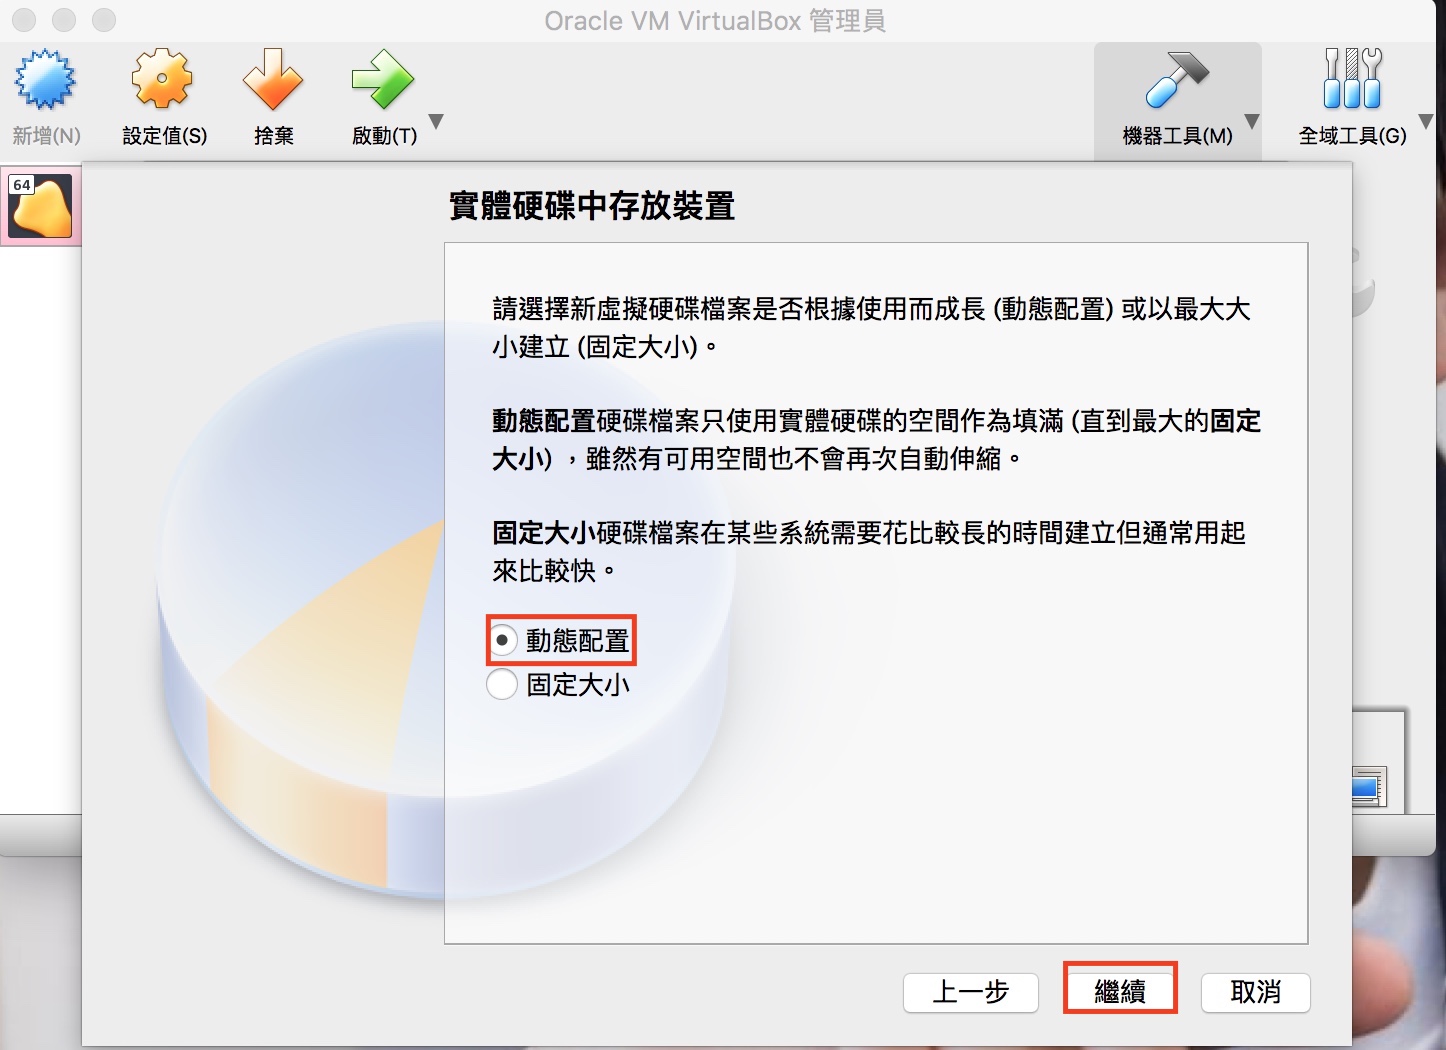 Oracle VM VirtualBox 管理員
新增(N)
設定值(S)
捨棄
啟動(T)
機器工具(M)
全域工具(G)
64
實體硬碟中存放裝置
請選擇新虛擬硬碟檔案是否根據使用而成長 (動態配置) 或以最大大
小建立 (固定大小)。
動態配置硬碟檔案只使用實體硬碟的空間作為填滿 (直到最大的固定
大小) ，雖然有可用空間也不會再次自動伸縮。
固定大小硬碟檔案在某些系統需要花比較長的時間建立但通常用起
來比較快。
動態配置
固定大小
上一步
繼續
取消